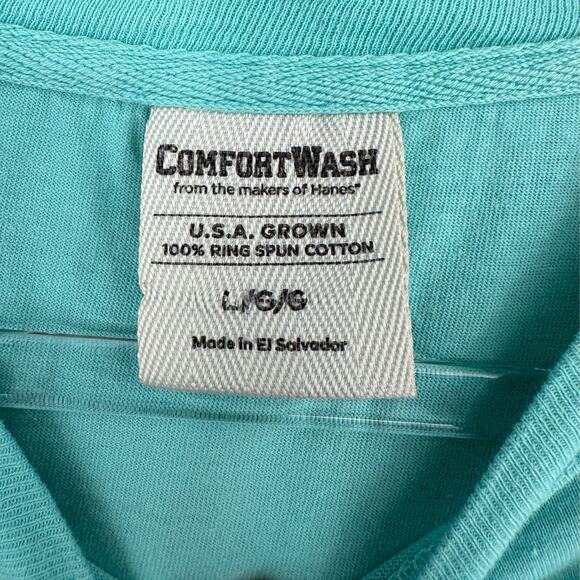 COMFORTWASH
from the makers of Hanes®
U.S.A. GROWN
100% RING SPUN COTTON
L/G/G
Made in El Salvador